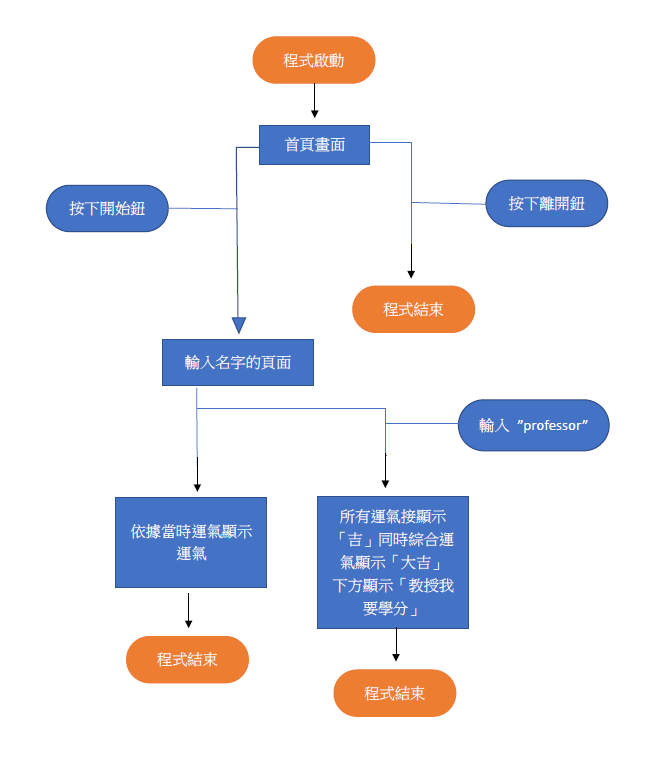 程式啟動
首頁畫面
按下開始鈕
按下離開鈕
程式結束
輸入名字的頁面
輸入 ”professor”
依據當時運氣顯示
運氣
所有運氣接顯示
「吉」同時綜合運
氣顯示「大吉」
下方顯示「教授我
要學分」
程式結束
程式結束